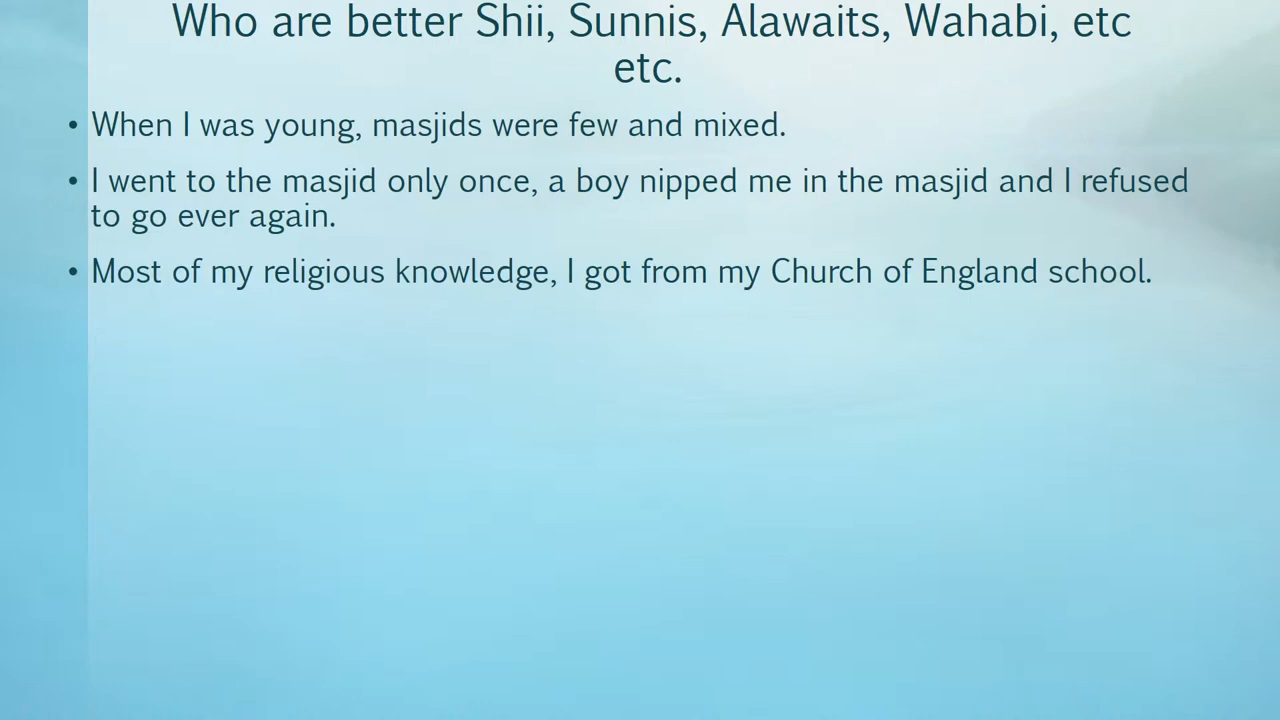 Who are better Shii, Sunnis, Alawaits, Wahabi, etc
etc.
• When I was young, masjids were few and mixed.
• I went to the masjid only once, a boy nipped me in the masjid and I refused
to go ever again.
• Most of my religious knowledge, I got from my Church of England school.